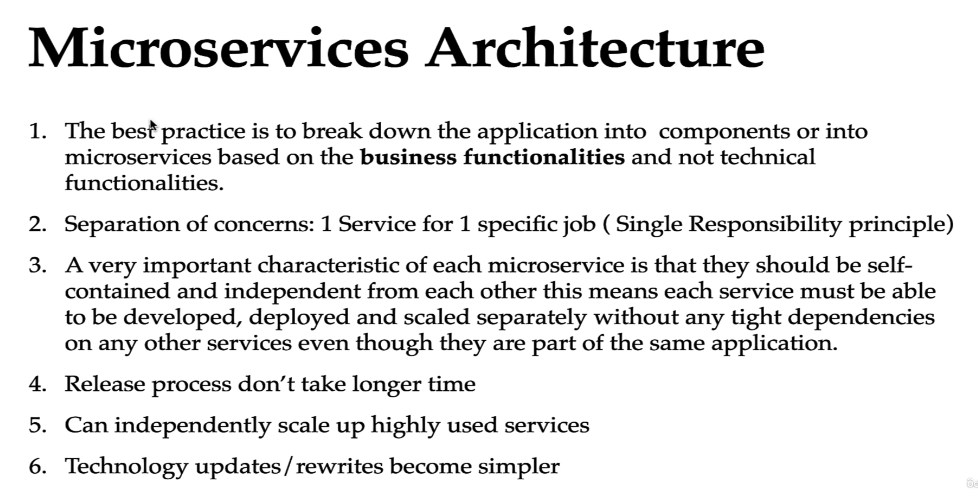 Microservices Architecture
1. The best practice is to break down the application into components or into
microservices based on the business functionalities and not technical
functionalities.
2. Separation of concerns: 1 Service for 1 specific job ( Single Responsibility principle)
3. A very important characteristic of each microservice is that they should be self-
contained and independent from each other this means each service must be able
to be developed, deployed and scaled separately without any tight dependencies
on any other services even though they are part of the same application.
4. Release process don’t take longer time
5. Can independently scale up highly used services
6. Technology updates/rewrites become simpler